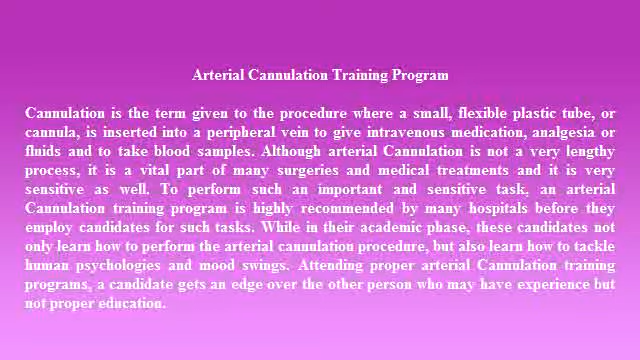 Arterial Cannulation Training Program
Cannulation is the term given to the procedure where a small, flexible plastic tube, or
cannula, is inserted into a peripheral vein to give intravenous medication, analgesia or
fluids and to take blood samples. Although arterial Cannulation is not a very lengthy
process, it is a vital part of many surgeries and medical treatments and it is very
sensitive as well. To perform such an important and sensitive task, an arterial
Cannulation training program is highly recommended by many hospitals before they
employ candidates for such tasks. While in their academic phase, these candidates not
only learn how to perform the arterial cannulation procedure, but also learn how to tackle
human psychologies and mood swings. Attending proper arterial Cannulation training
programs, a candidate gets an edge over the other person who may have experience but
not proper education.